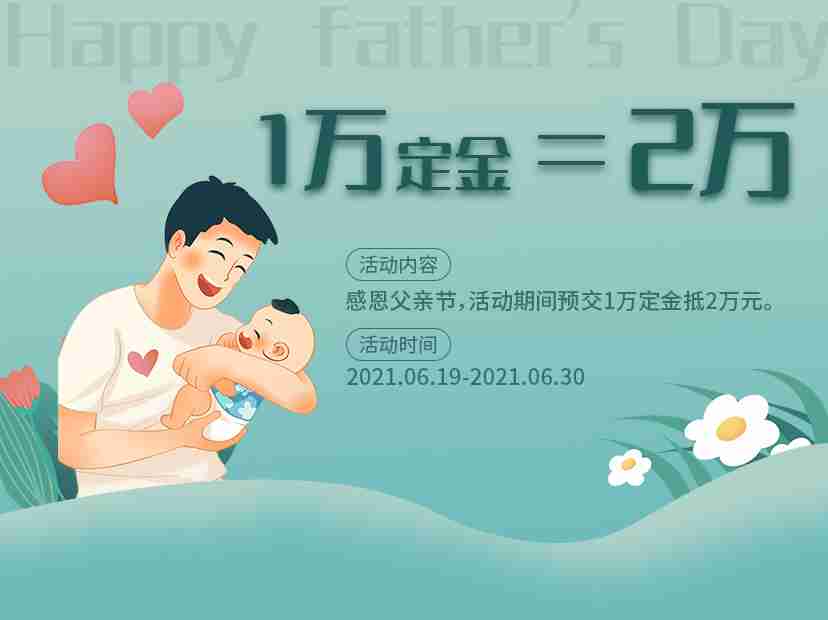 Happy father's Day
1万定金=2万
活动内容
感恩父亲节,活动期间预交1万定金抵2万元。
活动时间
2021.06.19-2021.06.30